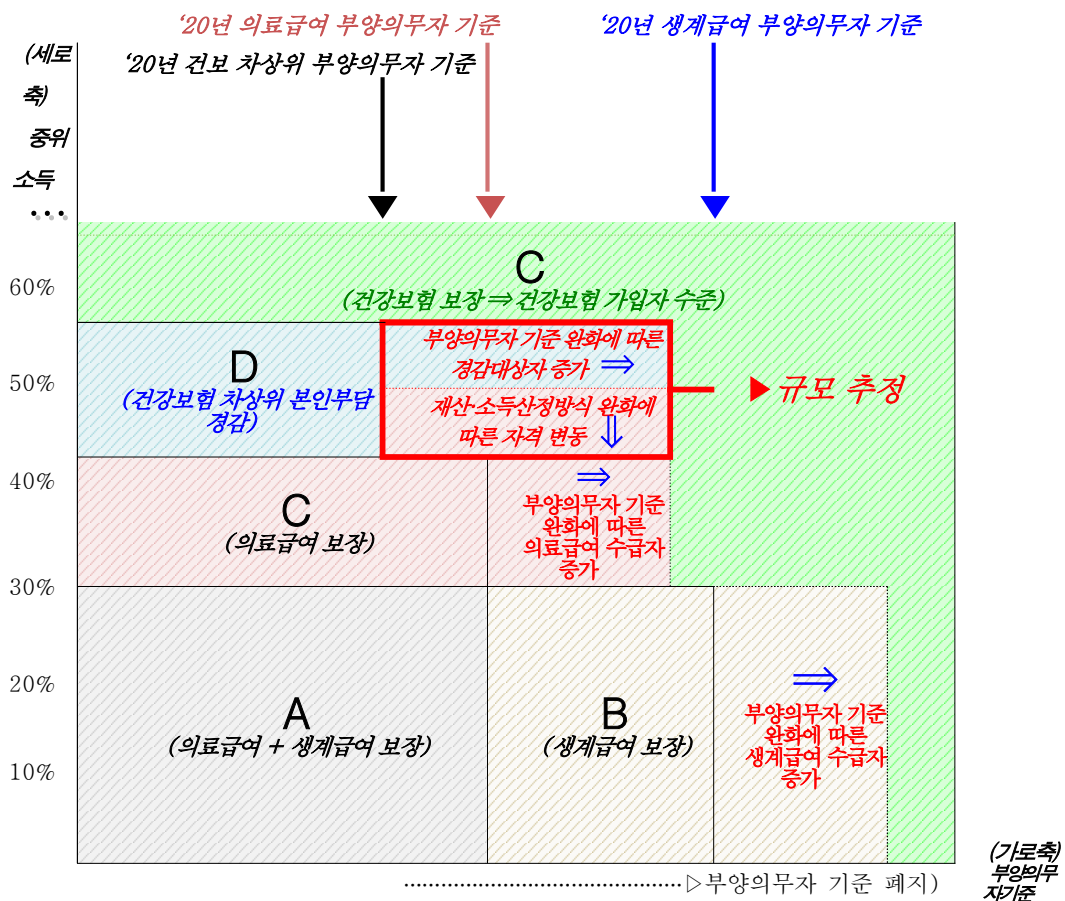 ‘20년 의료급여 부양의무자 기준
‘20년 생계급여 부양의무자 기준
‘20년 건보 차상위 부양의무자 기준
(세로
축)
중위
소득
•••
60%
50%
40%
30%
20%
10%
C
(건강보험 보장⇒건강보험 가입자 수준)
D
(건강보험 차상위 본인부담
경감)
부양의무자 기준 완화에 따른
경감대상자 증가 ⇒
재산·소득산정방식 완화에
따른 자격 변동 ⇓
▶규모 추정
C
(의료급여 보장)
⇒
부양의무자 기준
완화에 따른
의료급여 수급자
증가
A
(의료급여 + 생계급여 보장)
B
(생계급여 보장)
⇒
부양의무자 기준
완화에 따른
생계급여 수급자
증가
(가로축)
부양의무
자기준
▷부양의무자 기준 폐지)